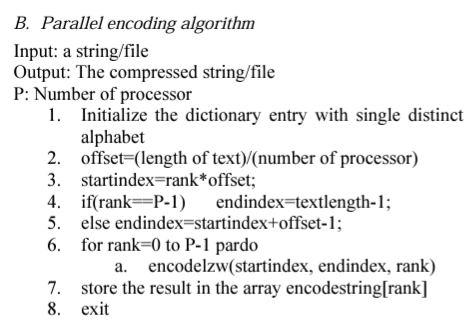 B. Parallel encoding algorithm
Input: a string/file
Output: The compressed string/file
P: Number of processor
1. Initialize the dictionary entry with single distinct
alphabet
2. offset=(length of text)/(number of processor)
3. startindex=rank*offset;
4. if(rank==P-1) endindex=textlength-1;
5. else endindex=startindex+offset-1;
6. for rank=0 to P-1 pardo
a. encodelzw(startindex, endindex, rank)
7. store the result in the array encodestring[rank]
8. exit